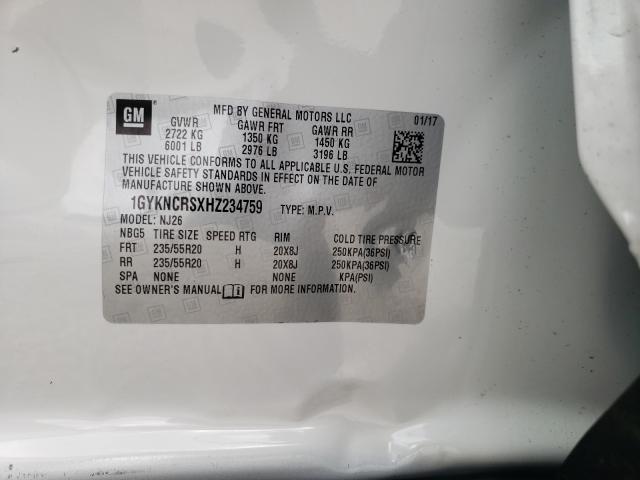 GM
MFD BY GENERAL MOTORS LLC 01/17
GVWR GAWR FRT GAWR RR
2722 KG 1350 KG 1450 KG
6001 LB 2976 LB 3196 LB
THIS VEHICLE CONFORMS TO ALL APPLICABLE U.S. FEDERAL MOTOR
VEHICLE SAFETY STANDARDS IN EFFECT ON THE DATE OF
MANUFACTURE SHOWN ABOVE.
1GYKNCRSXHZ234759 TYPE: M.P.V.
MODEL: NJ26
NBG5 TIRE SIZE SPEED RTG RIM COLD TIRE PRESSURE
FRT 235/55R20 H 20X8J 250KPA(36PSI)
RR 235/55R20 H 20X8J 250KPA(36PSI)
SPA NONE NONE KPA(PSI)
SEE OWNER'S MANUAL FOR MORE INFORMATION.